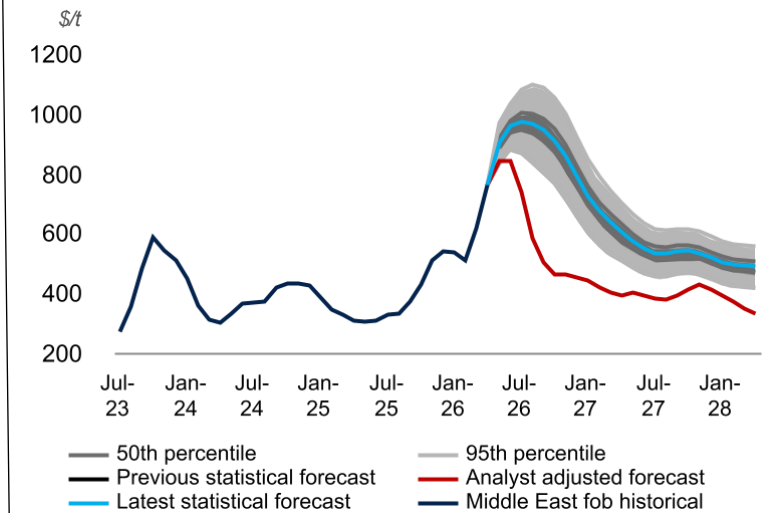 $/t
1200
1000
800
600
400
200
Jul- Jan- Jul- Jan- Jul- Jan- Jul- Jan- Jul- Jan-
23 24 24 25 25 26 26 27 27 28
50th percentile 95th percentile
Previous statistical forecast Analyst adjusted forecast
Latest statistical forecast Middle East fob historical